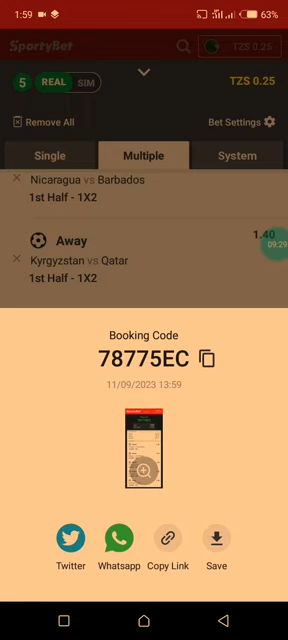 1:59
63%
SportyBet
TZS 0.25
5 REAL SIM
TZS 0.25
Remove All
Bet Settings
Single Multiple System
Nicaragua vs Barbados
1st Half - 1X2
Away
1.40
09:29
Kyrgyzstan vs Qatar
1st Half - 1X2
Booking Code
78775EC
11/09/2023 13:59
Twitter Whatsapp Copy Link Save